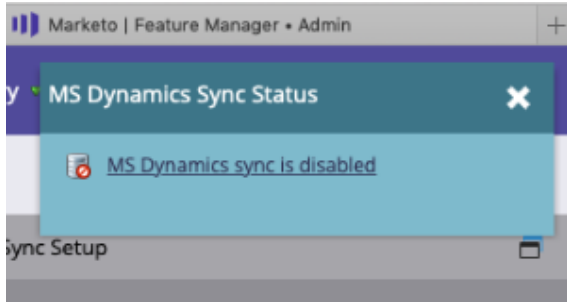 Marketo | Feature Manager • Admin
y
MS Dynamics Sync Status
MS Dynamics sync is disabled
Sync Setup